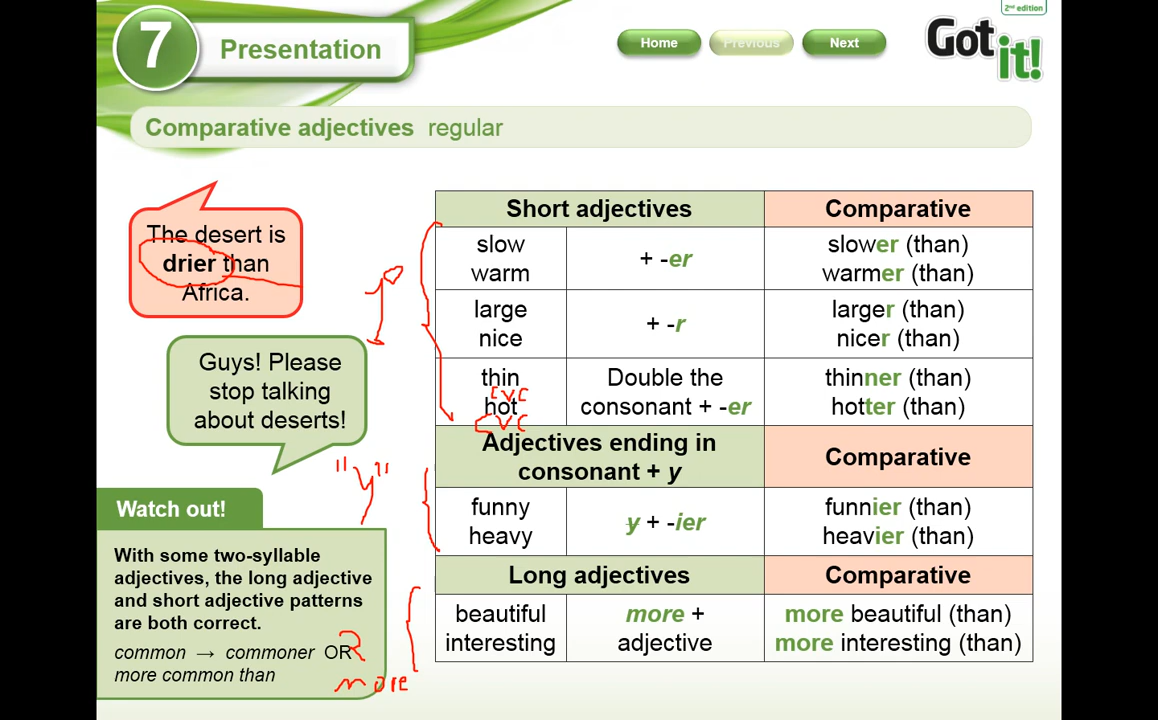 2nd edition
7 Presentation
Home Previous Next
Got it!
Comparative adjectives regular
The desert is
drier than
Africa.
Guys! Please
stop talking
about deserts!
"y"
Watch out!
With some two-syllable
adjectives, the long adjective
and short adjective patterns
are both correct.
common → commoner OR
more common than
more
Short adjectives Comparative
slow + -er slower (than)
warm warmer (than)
large + -r larger (than)
nice nicer (than)
thin Double the thinner (than)
CVC
hot consonant + -er hotter (than)
CVC
Adjectives ending in
consonant + y Comparative
funny y + -ier funnier (than)
heavy heavier (than)
Long adjectives Comparative
beautiful more + more beautiful (than)
interesting adjective more interesting (than)